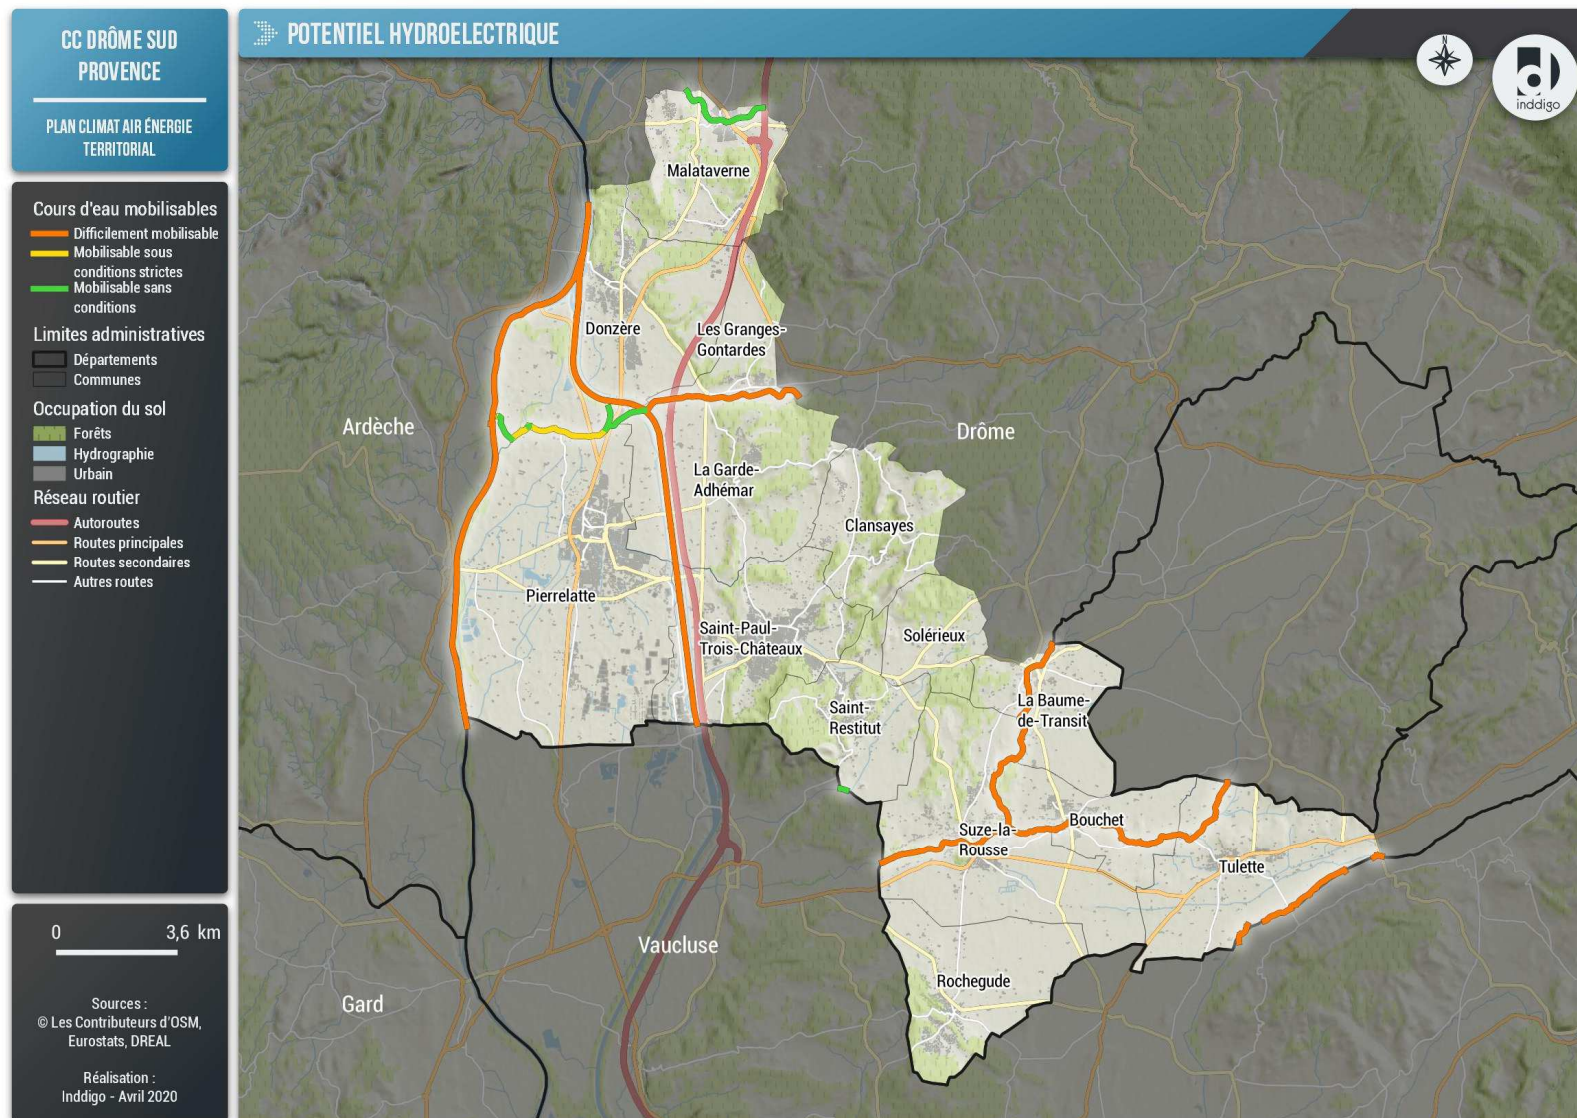 CC DRÔME SUD
PROVENCE
PLAN CLIMAT AIR ÉNERGIE
TERRITORIAL
POTENTIEL HYDROELECTRIQUE
N
inddigo
Cours d'eau mobilisables
Difficilement mobilisable
Mobilisable sous
conditions strictes
Mobilisable sans
conditions
Limites administratives
Départements
Communes
Occupation du sol
Forêts
Hydrographie
Urbain
Réseau routier
Autoroutes
Routes principales
Routes secondaires
Autres routes
0 3,6 km
Sources :
© Les Contributeurs d'OSM,
Eurostats, DREAL
Réalisation :
Inddigo - Avril 2020
Malataverne
Donzère
Les Granges-
Gontardes
Ardèche
Drôme
La Garde-
Adhémar
Clansayes
Pierrelatte
Saint-Paul-
Trois-Châteaux
Solérieux
Saint-
Restitut
La Baume-
de-Transit
Bouchet
Suze-la-
Rousse
Tulette
Vaucluse
Rochegude
Gard